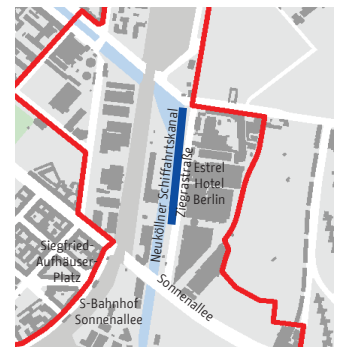 Neuköllner Schiffahrtskanal
Ziegrastraße
Estrel
Hotel
Berlin
Siegfried-
Aufhäuser-
Platz
Sonnenallee
S-Bahnhof
Sonnenallee